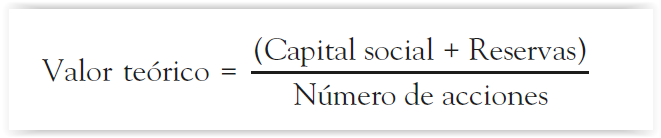 (Capital social + Reservas)
Valor teórico =
Número de acciones